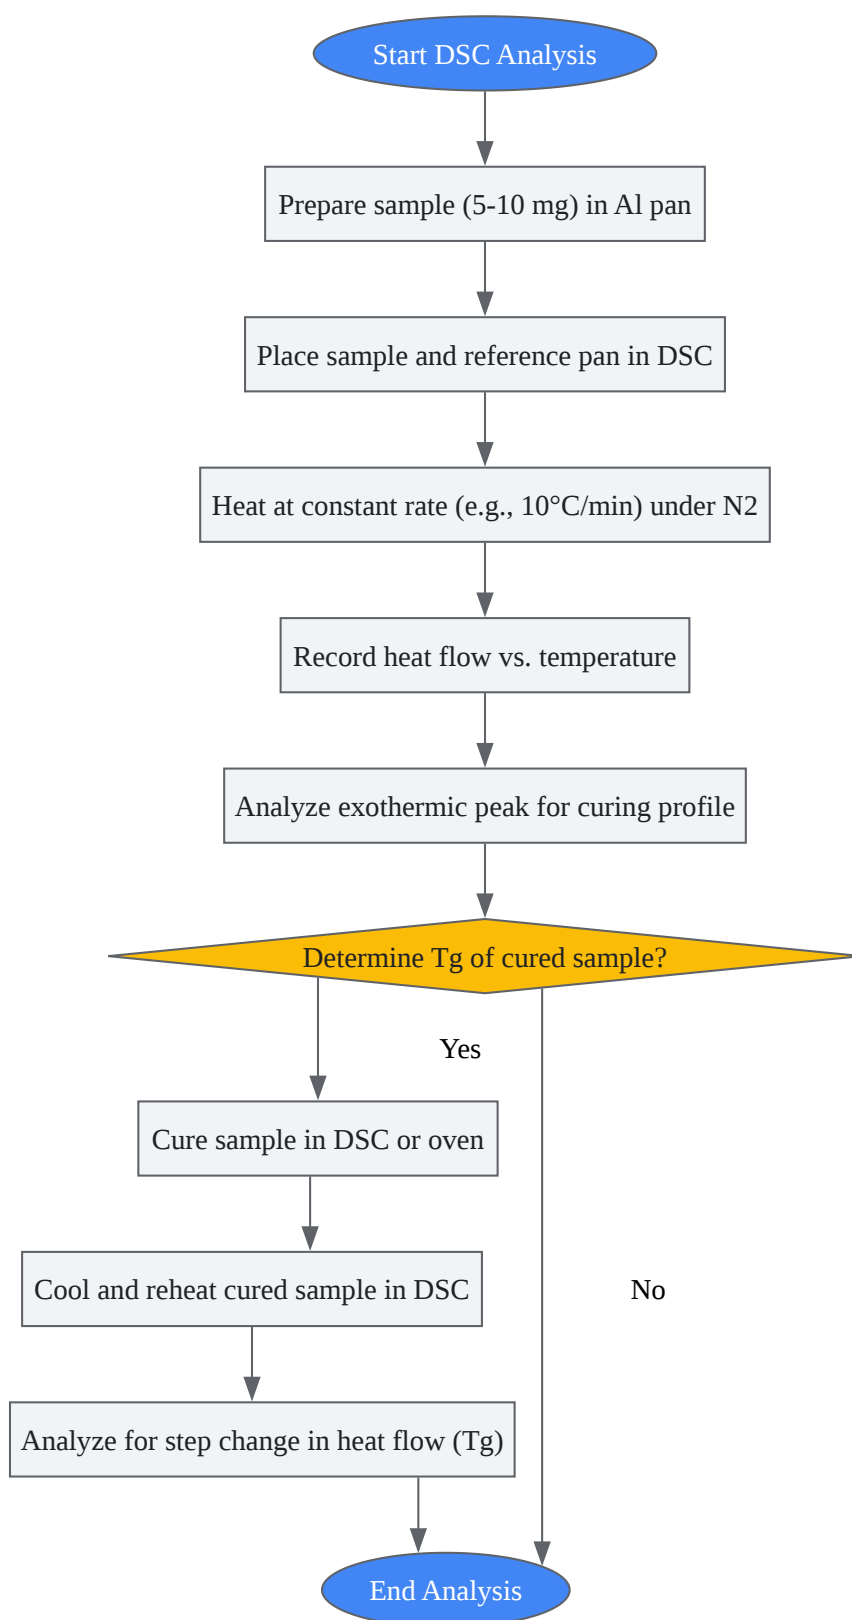 Start DSC Analysis
Prepare sample (5-10 mg) in Al pan
Place sample and reference pan in DSC
Heat at constant rate (e.g., 10°C/min) under N2
Record heat flow vs. temperature
Analyze exothermic peak for curing profile
Determine Tg of cured sample?
Yes
Cure sample in DSC or oven
Cool and reheat cured sample in DSC
No
Analyze for step change in heat flow (Tg)
End Analysis